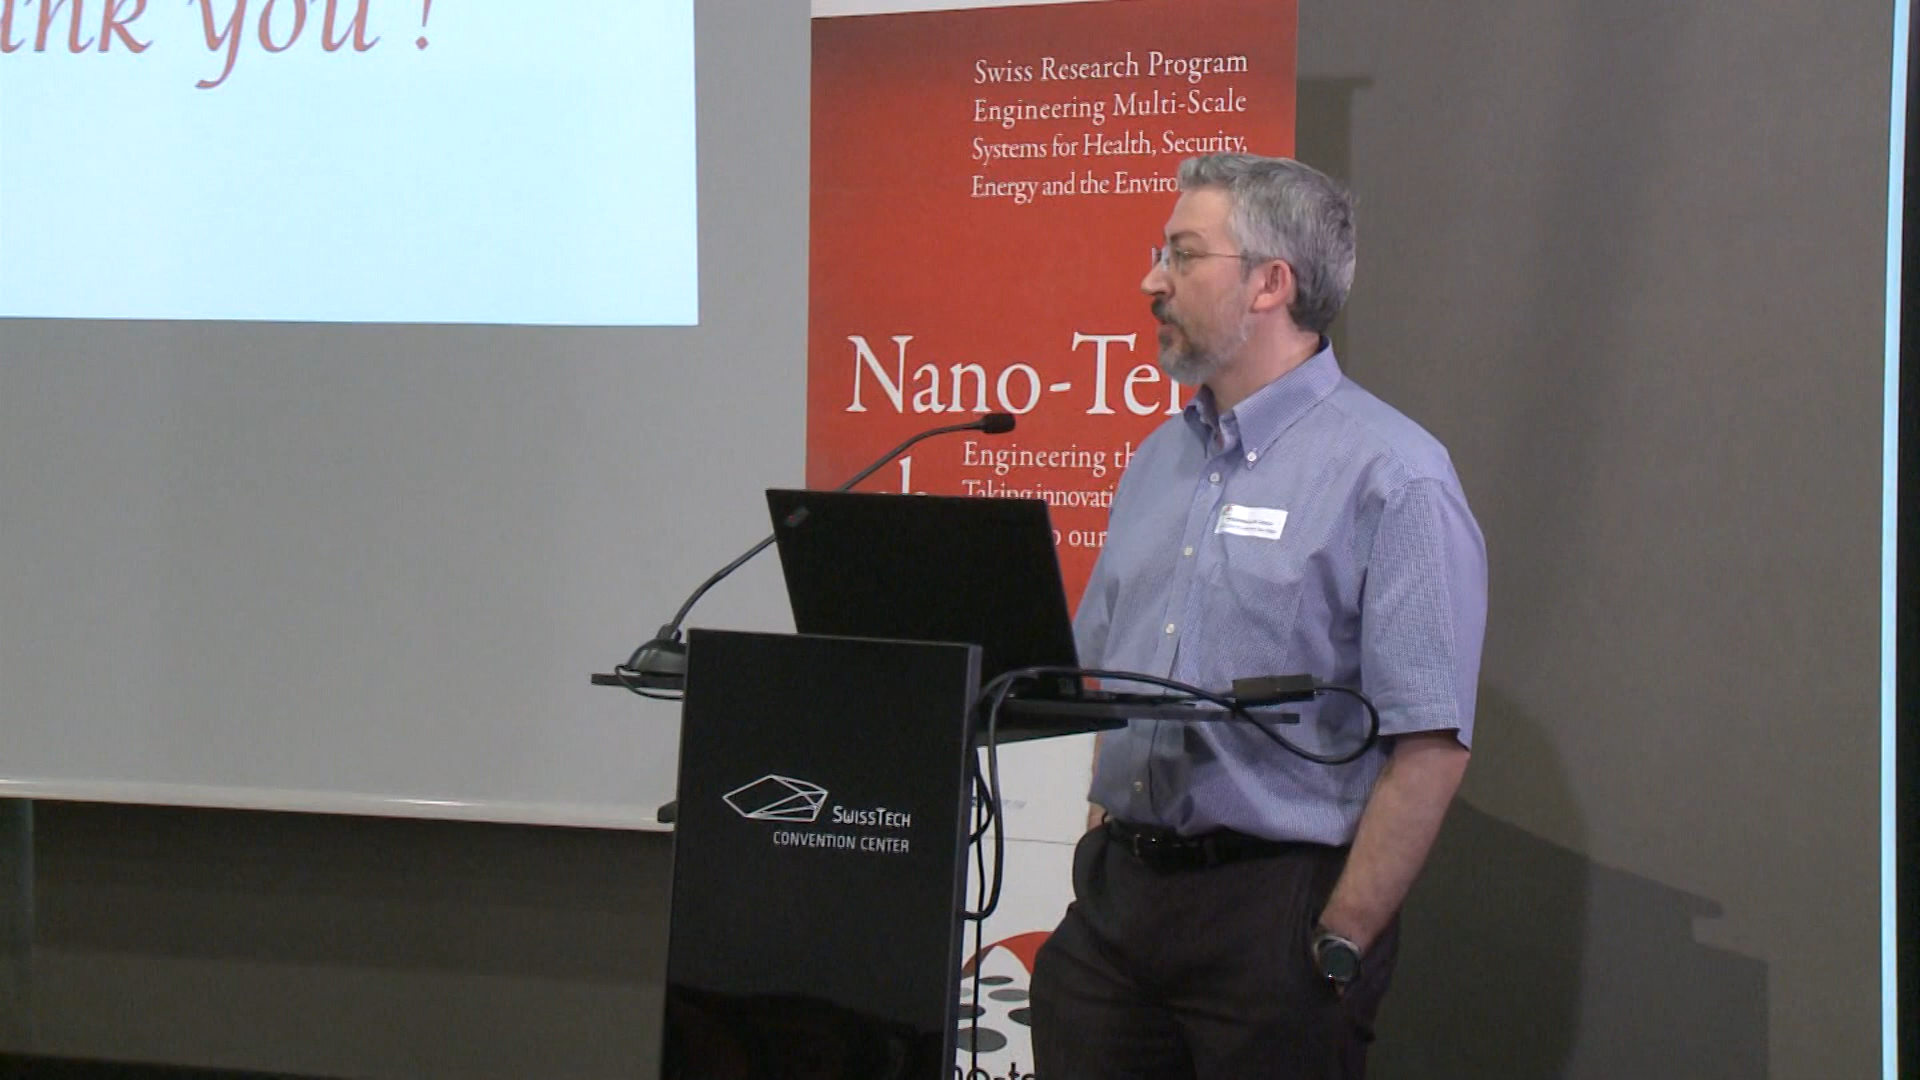 ank you !
Swiss Research Program
Engineering Multi-Scale
Systems for Health, Security,
Energy and the Enviro
Nano-Te
Engineering th
Taking innovati
o our
SWISSTECH
CONVENTION CENTER